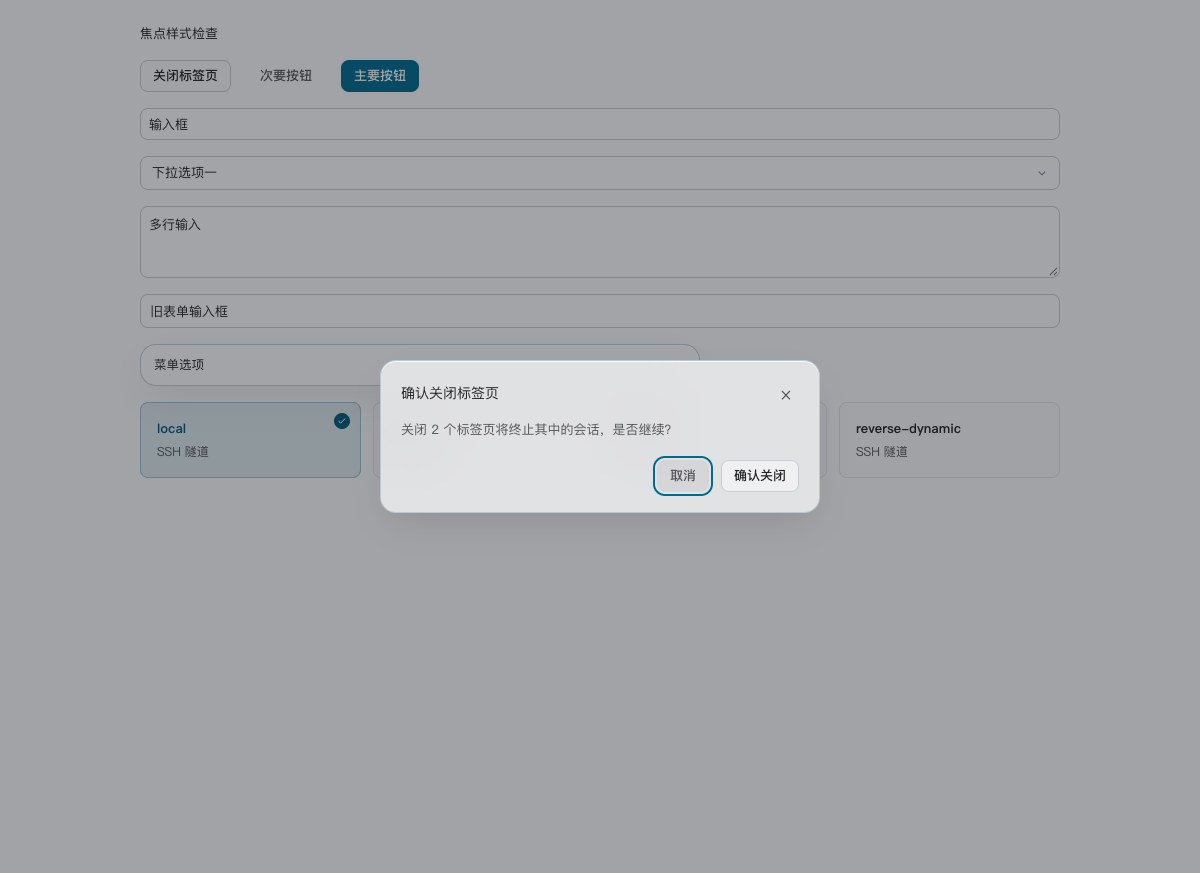 焦点样式检查
关闭标签页
次要按钮
主要按钮
输入框
下拉选项一
多行输入
旧表单输入框
菜单选项
确认关闭标签页
关闭 2 个标签页将终止其中的会话，是否继续?
取消
确认关闭
local
SSH 隧道
reverse-dynamic
SSH 隧道